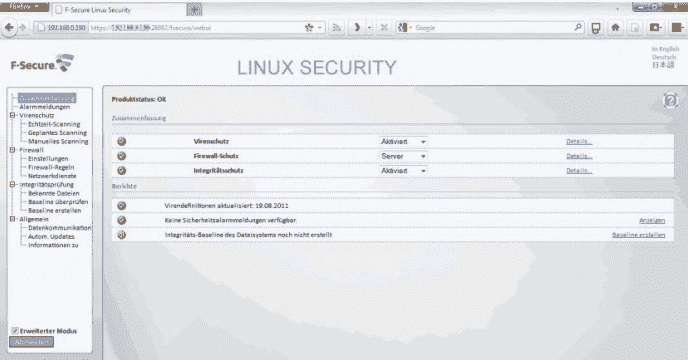 Firefox
F-Secure Linux Security
192.168.0.190
Google
F-Secure.
LINUX SECURITY
In English
Deutsch
日本語
Zusammenfassung
Alarmmeldungen
Virenschutz
Echtzeit-Scanning
Geplantes Scanning
Manuelles Scanning
Firewall
Einstellungen
Firewall-Regeln
Netzwerkdienste
Integritätsprüfung
Bekannte Dateien
Baseline überprüfen
Baseline erstellen
Allgemein
Datenkommunikation
Autom. Updates
Informationen zu
Erweiterter Modus
Abmelden
Produktstatus: OK
Zusammenfassung
Virenschutz Aktiviert Details...
Firewall-Schutz Server Details...
Integritätsschutz Aktiviert Details...
Berichte
Virendefinitionen aktualisiert: 19.08.2011
Keine Sicherheitsalarmmeldungen verfügbar. Anzeigen
Integritäts-Baseline des Dateisystems noch nicht erstellt Baseline erstellen